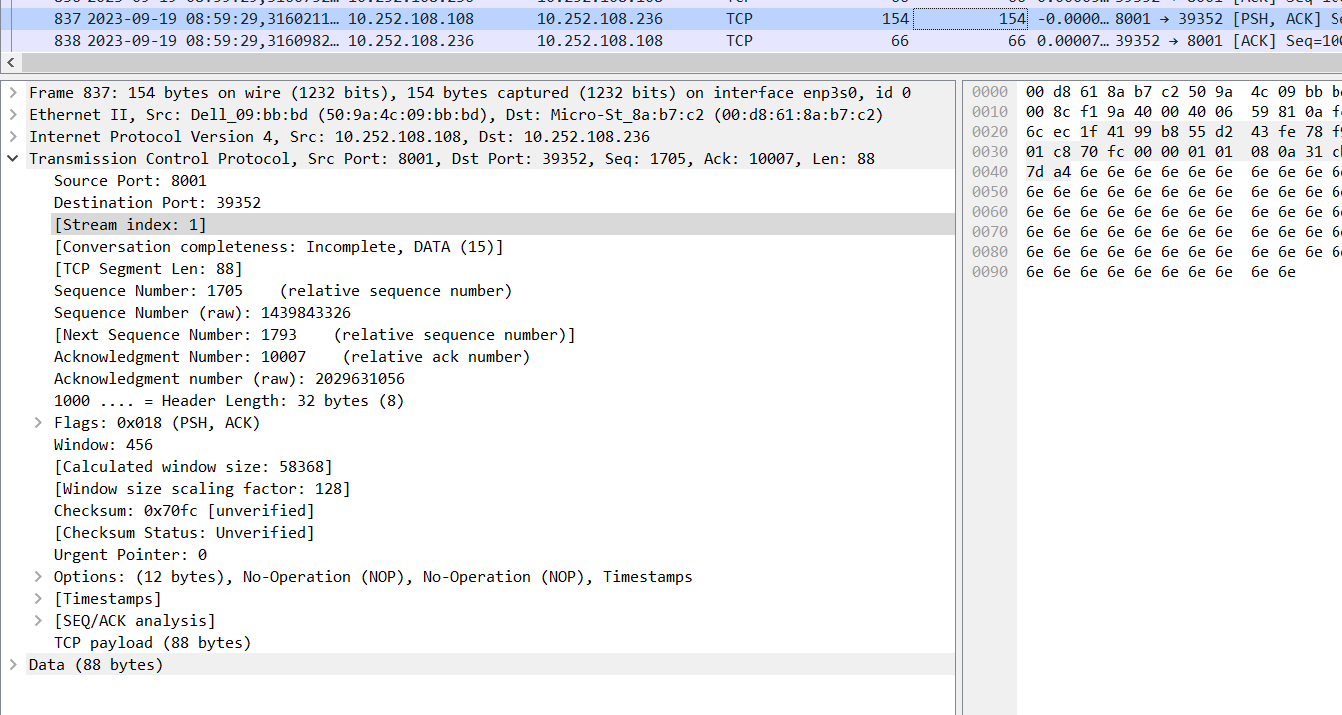 837 2023-09-19 08:59:29,3160211… 10.252.108.108 10.252.108.236 TCP 154 154 -0.0000… 8001 → 39352 [PSH, ACK] S
838 2023-09-19 08:59:29,3160982… 10.252.108.236 10.252.108.108 TCP 66 66 0.00007… 39352 → 8001 [ACK] Seq=100
Frame 837: 154 bytes on wire (1232 bits), 154 bytes captured (1232 bits) on interface enp3s0, id 0
Ethernet II, Src: Dell_09:bb:bd (50:9a:4c:09:bb:bd), Dst: Micro-St_8a:b7:c2 (00:d8:61:8a:b7:c2)
Internet Protocol Version 4, Src: 10.252.108.108, Dst: 10.252.108.236
Transmission Control Protocol, Src Port: 8001, Dst Port: 39352, Seq: 1705, Ack: 10007, Len: 88
Source Port: 8001
Destination Port: 39352
[Stream index: 1]
[Conversation completeness: Incomplete, DATA (15)]
[TCP Segment Len: 88]
Sequence Number: 1705 (relative sequence number)
Sequence Number (raw): 1439843326
[Next Sequence Number: 1793 (relative sequence number)]
Acknowledgment Number: 10007 (relative ack number)
Acknowledgment number (raw): 2029631056
1000 .... = Header Length: 32 bytes (8)
Flags: 0x018 (PSH, ACK)
Window: 456
[Calculated window size: 58368]
[Window size scaling factor: 128]
Checksum: 0x70fc [unverified]
[Checksum Status: Unverified]
Urgent Pointer: 0
Options: (12 bytes), No-Operation (NOP), No-Operation (NOP), Timestamps
[Timestamps]
[SEQ/ACK analysis]
TCP payload (88 bytes)
Data (88 bytes)
0000 00 d8 61 8a b7 c2 50 9a 4c 09 bb
0010 00 8c f1 9a 40 00 40 06 59 81 0a
0020 6c ec 1f 41 99 b8 55 d2 43 fe 78
0030 01 c8 70 fc 00 00 01 01 08 0a 31
0040 7d a4 6e 6e 6e 6e 6e 6e 6e 6e 6e
0050 6e 6e 6e 6e 6e 6e 6e 6e 6e 6e 6e
0060 6e 6e 6e 6e 6e 6e 6e 6e 6e 6e 6e
0070 6e 6e 6e 6e 6e 6e 6e 6e 6e 6e 6e
0080 6e 6e 6e 6e 6e 6e 6e 6e 6e 6e 6e
0090 6e 6e 6e 6e 6e 6e 6e 6e 6e 6e